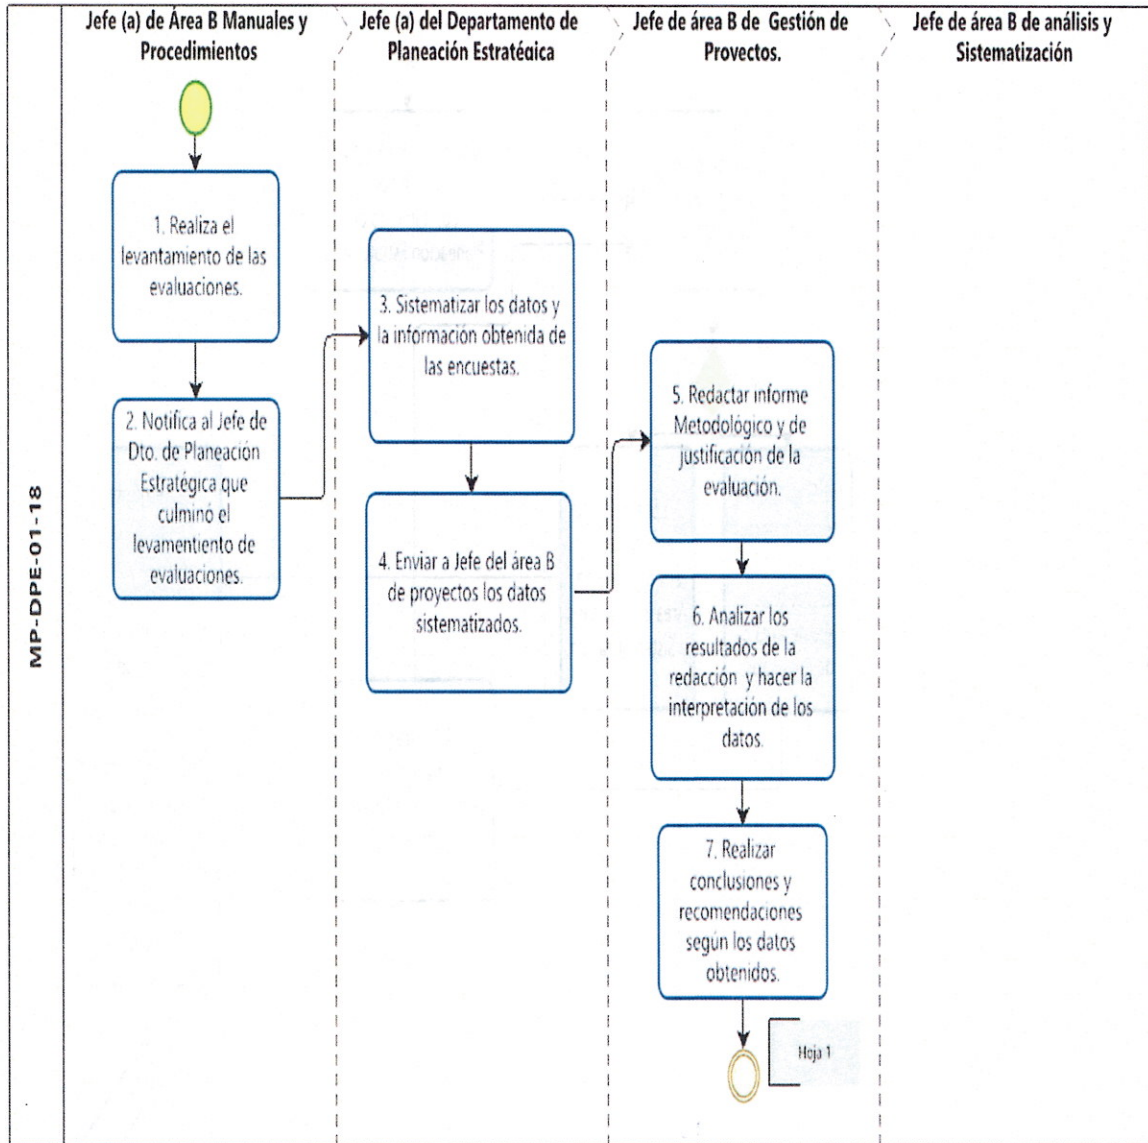 Jefe (a) de Área B Manuales y
Procedimientos
Jefe (a) del Departamento de
Planeación Estratégica
Jefe de área B de Gestión de
Proyectos.
Jefe de área B de análisis y
Sistematización
MP-DPE-01-18
1. Realiza el
levantamiento de las
evaluaciones.
2. Notifica al Jefe de
Dto. de Planeación
Estratégica que
culminó el
levamentiento de
evaluaciones.
3. Sistematizar los datos y
la información obtenida de
las encuestas.
4. Enviar a Jefe del área B
de proyectos los datos
sistematizados.
5. Redactar informe
Metodológico y de
justificación de la
evaluación.
6. Analizar los
resultados de la
redacción y hacer la
interpretación de los
datos.
7. Realizar
conclusiones y
recomendaciones
según los datos
obtenidos.
Hoja 1